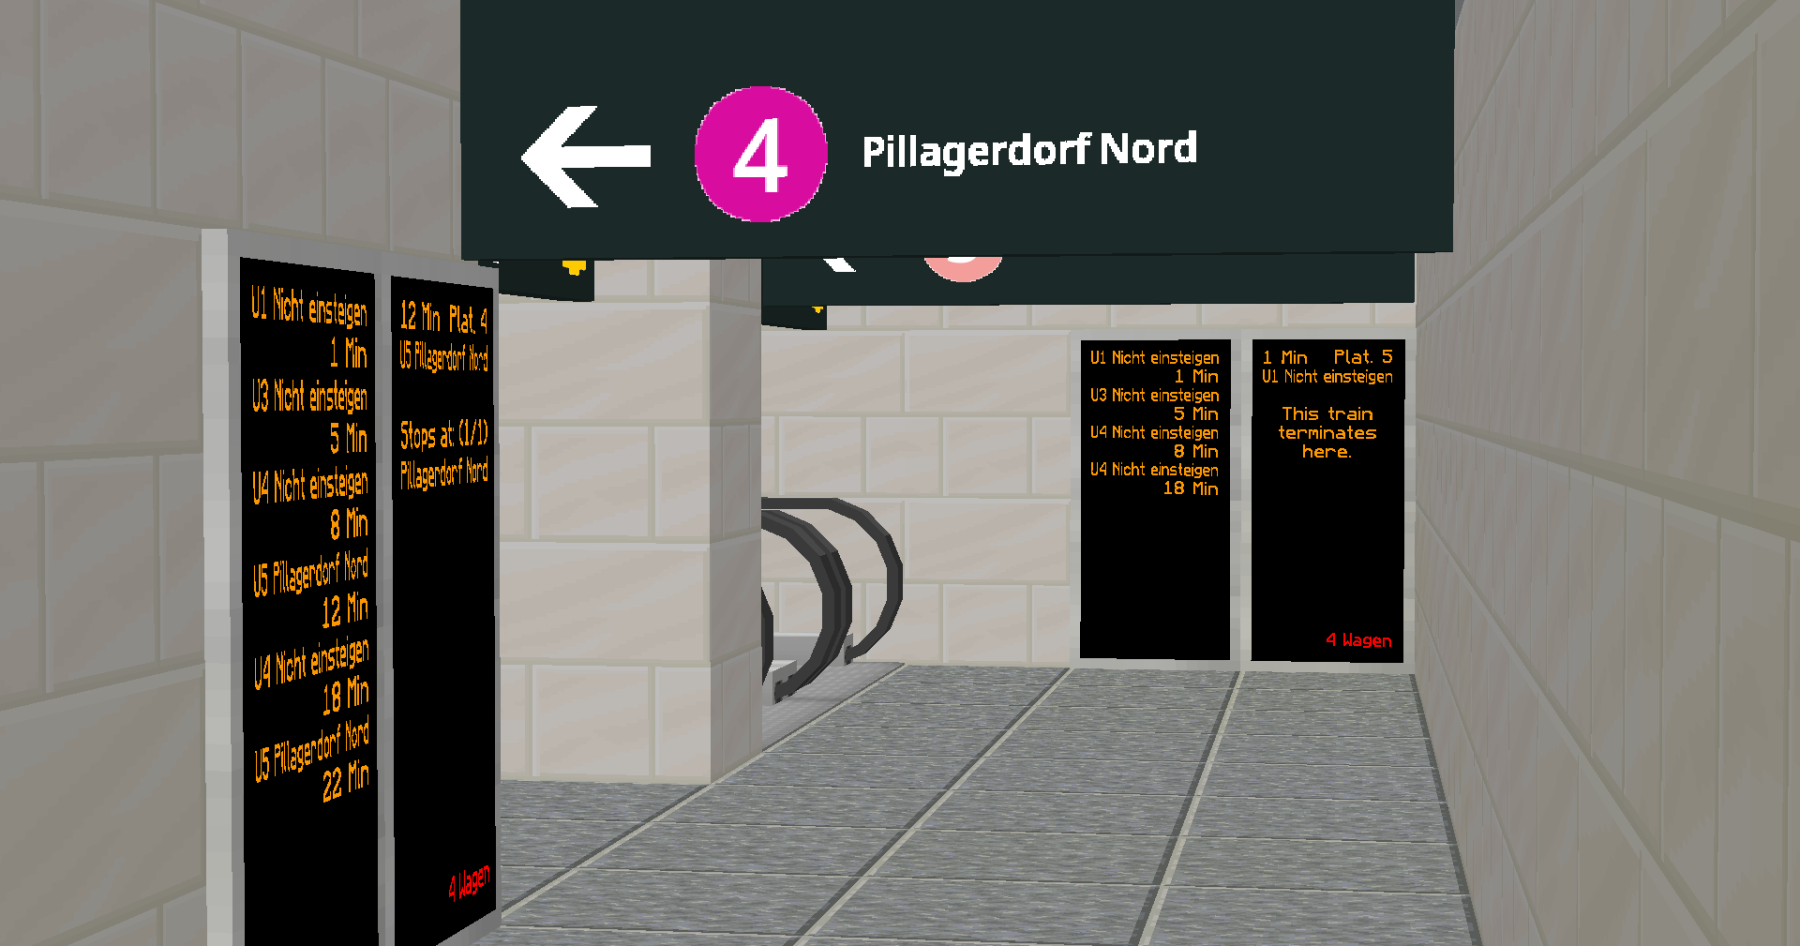 4 Pillagerdorf Nord
U1 Nicht einsteigen
1 Min
U3 Nicht einsteigen
5 Min
U4 Nicht einsteigen
8 Min
U5 Pillagerdorf Nord
12 Min
U4 Nicht einsteigen
18 Min
U5 Pillagerdorf Nord
22 Min
12 Min Plat. 4
U5 Pillagerdorf Nord
Stops at: (1/1)
Pillagerdorf Nord
4 Wagen
U1 Nicht einsteigen
1 Min
U3 Nicht einsteigen
5 Min
U4 Nicht einsteigen
8 Min
U4 Nicht einsteigen
18 Min
1 Min Plat. 5
U1 Nicht einsteigen
This train
terminates
here.
4 Wagen